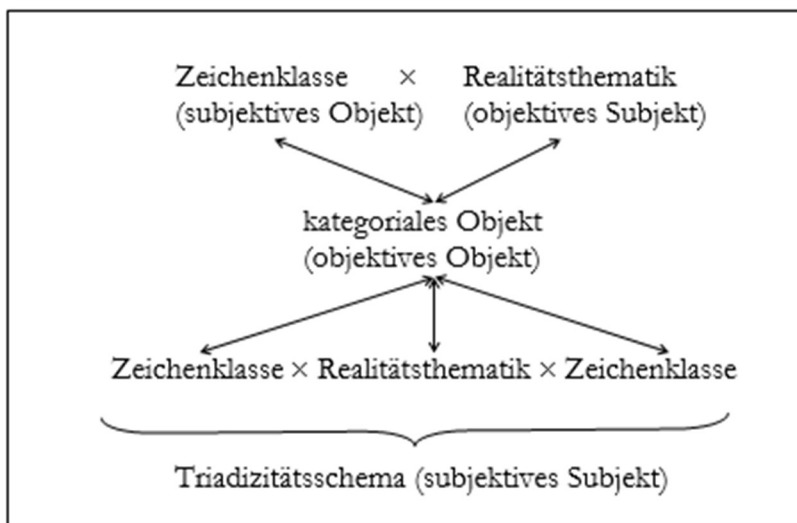 Zeichenklasse × Realitätsthematik
(subjektives Objekt) (objektives Subjekt)
kategoriales Objekt
(objektives Objekt)
Zeichenklasse × Realitätsthematik × Zeichenklasse
Triadizitätsschema (subjektives Subjekt)